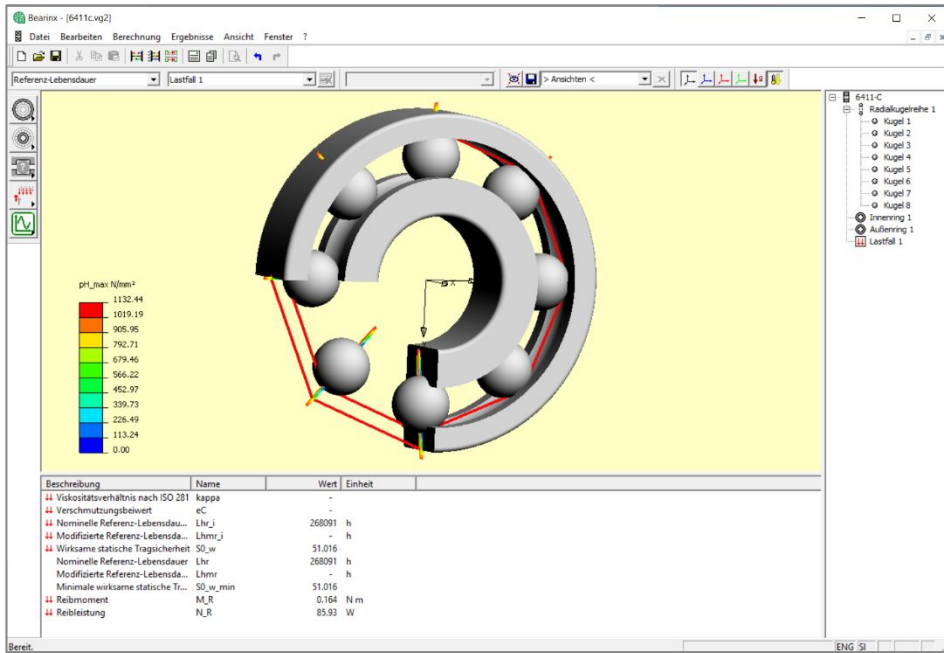 Bearinx - [6411c.vg2]
Datei Bearbeiten Berechnung Ergebnisse Ansicht Fenster ?
Referenz-Lebensdauer Lastfall 1 > Ansichten <
6411-C
Radialkugelreihe 1
Kugel 1
Kugel 2
Kugel 3
Kugel 4
Kugel 5
Kugel 6
Kugel 7
Kugel 8
Innenring 1
Außenring 1
Lastfall 1
X
pH_max N/mm²
1132.44
1019.19
905.95
792.71
679.46
566.22
452.97
339.73
226.49
113.24
0.00
Beschreibung Name Wert Einheit
Viskositätsverhältnis nach ISO 281 kappa -
Verschmutzungsbeiwert eC -
Nominelle Referenz-Lebensdau... Lhr_i 268091 h
Modifizierte Referenz-Lebensda... Lhmr_i - h
Wirksame statische Tragsicherheit S0_w 51.016
Nominelle Referenz-Lebensdauer Lhr 268091 h
Modifizierte Referenz-Lebensda... Lhmr - h
Minimale wirksame statische Tr... S0_w_min 51.016
Reibmoment M_R 0.164 N m
Reibleistung N_R 85.93 W
Bereit. ENG SI